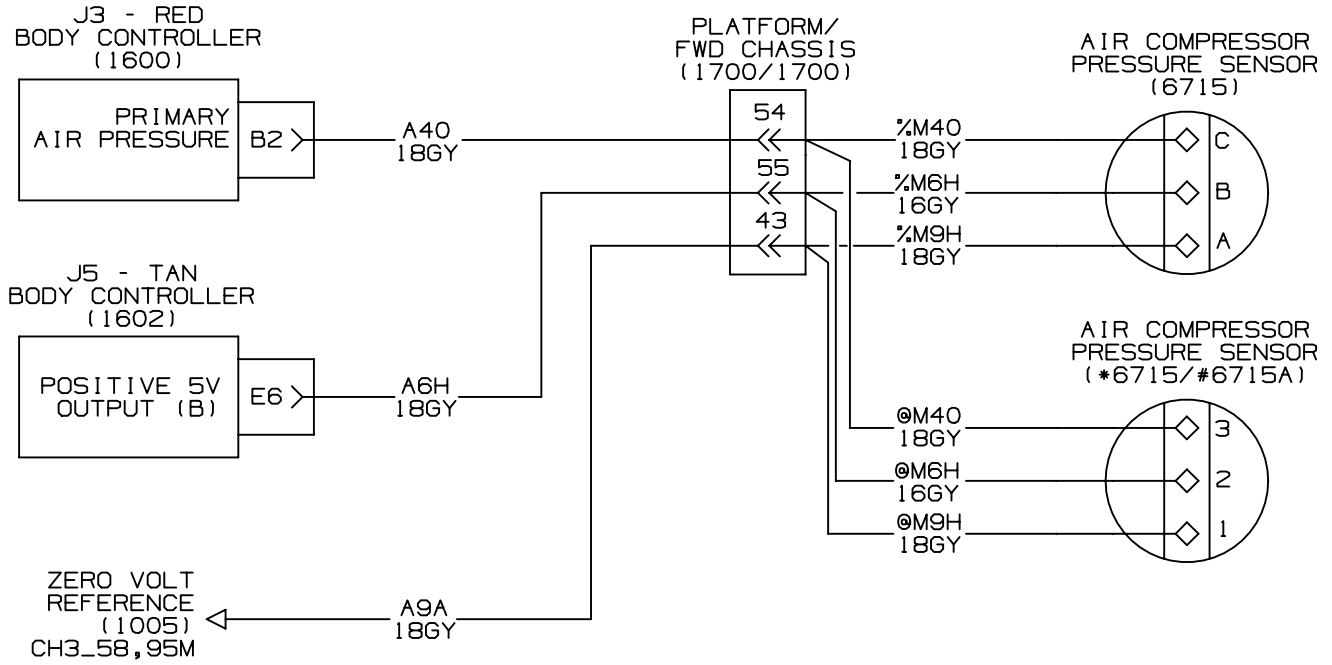 J3 - RED
BODY CONTROLLER
(1600)
PRIMARY
AIR PRESSURE
B2
A40
18GY
PLATFORM/
FWD CHASSIS
(1700/1700)
54
55
43
%M40
18GY
%M6H
16GY
%M9H
18GY
AIR COMPRESSOR
PRESSURE SENSOR
(6715)
C
B
A
J5 - TAN
BODY CONTROLLER
(1602)
POSITIVE 5V
OUTPUT (B)
E6
A6H
18GY
AIR COMPRESSOR
PRESSURE SENSOR
(*6715/#6715A)
@M40
18GY
@M6H
16GY
@M9H
18GY
3
2
1
ZERO VOLT
REFERENCE
(1005)
CH3_58,95M
A9A
18GY